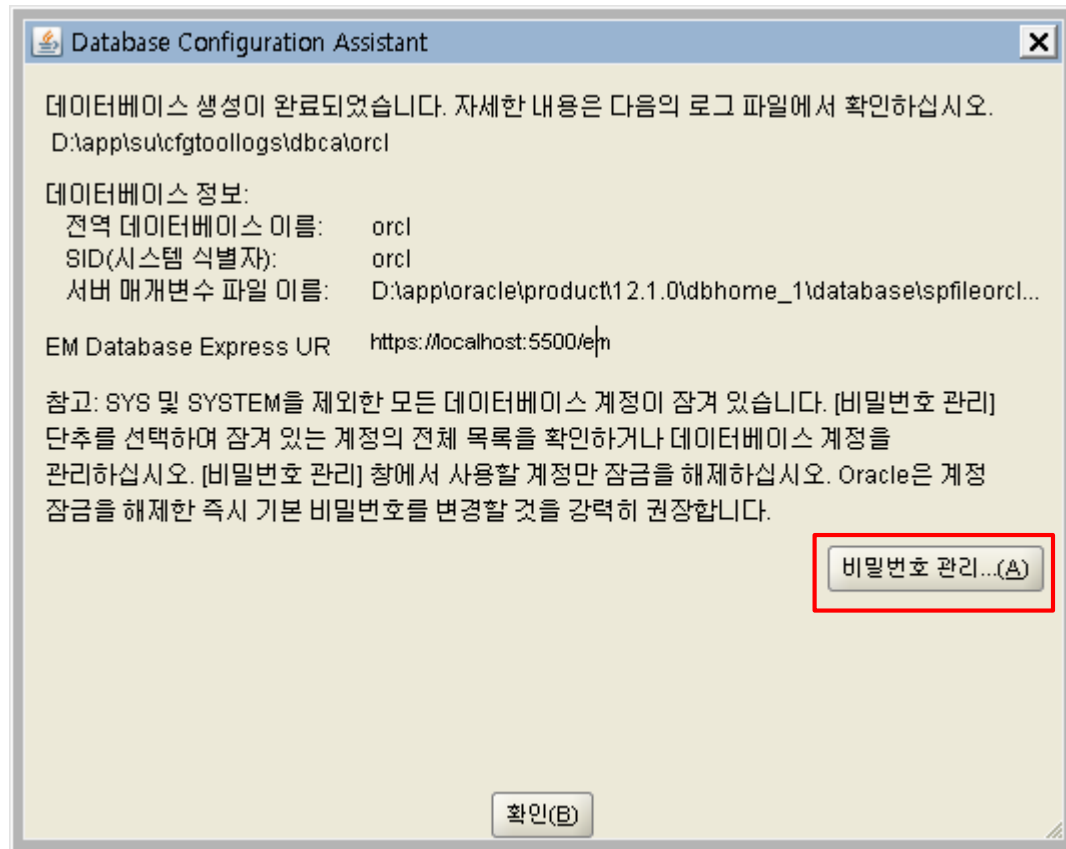 Database Configuration Assistant
데이터베이스 생성이 완료되었습니다. 자세한 내용은 다음의 로그 파일에서 확인하십시오.
D:\app\su\cfgtoollogs\dbca\orcl
데이터베이스 정보:
전역 데이터베이스 이름: orcl
SID(시스템 식별자): orcl
서버 매개변수 파일 이름: D:\app\oracle\product\12.1.0\dbhome_1\database\spfileorcl...
EM Database Express UR https://localhost:5500/em
참고: SYS 및 SYSTEM을 제외한 모든 데이터베이스 계정이 잠겨 있습니다. [비밀번호 관리]
단추를 선택하여 잠겨 있는 계정의 전체 목록을 확인하거나 데이터베이스 계정을
관리하십시오. [비밀번호 관리] 창에서 사용할 계정만 잠금을 해제하십시오. Oracle은 계정
잠금을 해제한 즉시 기본 비밀번호를 변경할 것을 강력히 권장합니다.
비밀번호 관리...(A)
확인(B)